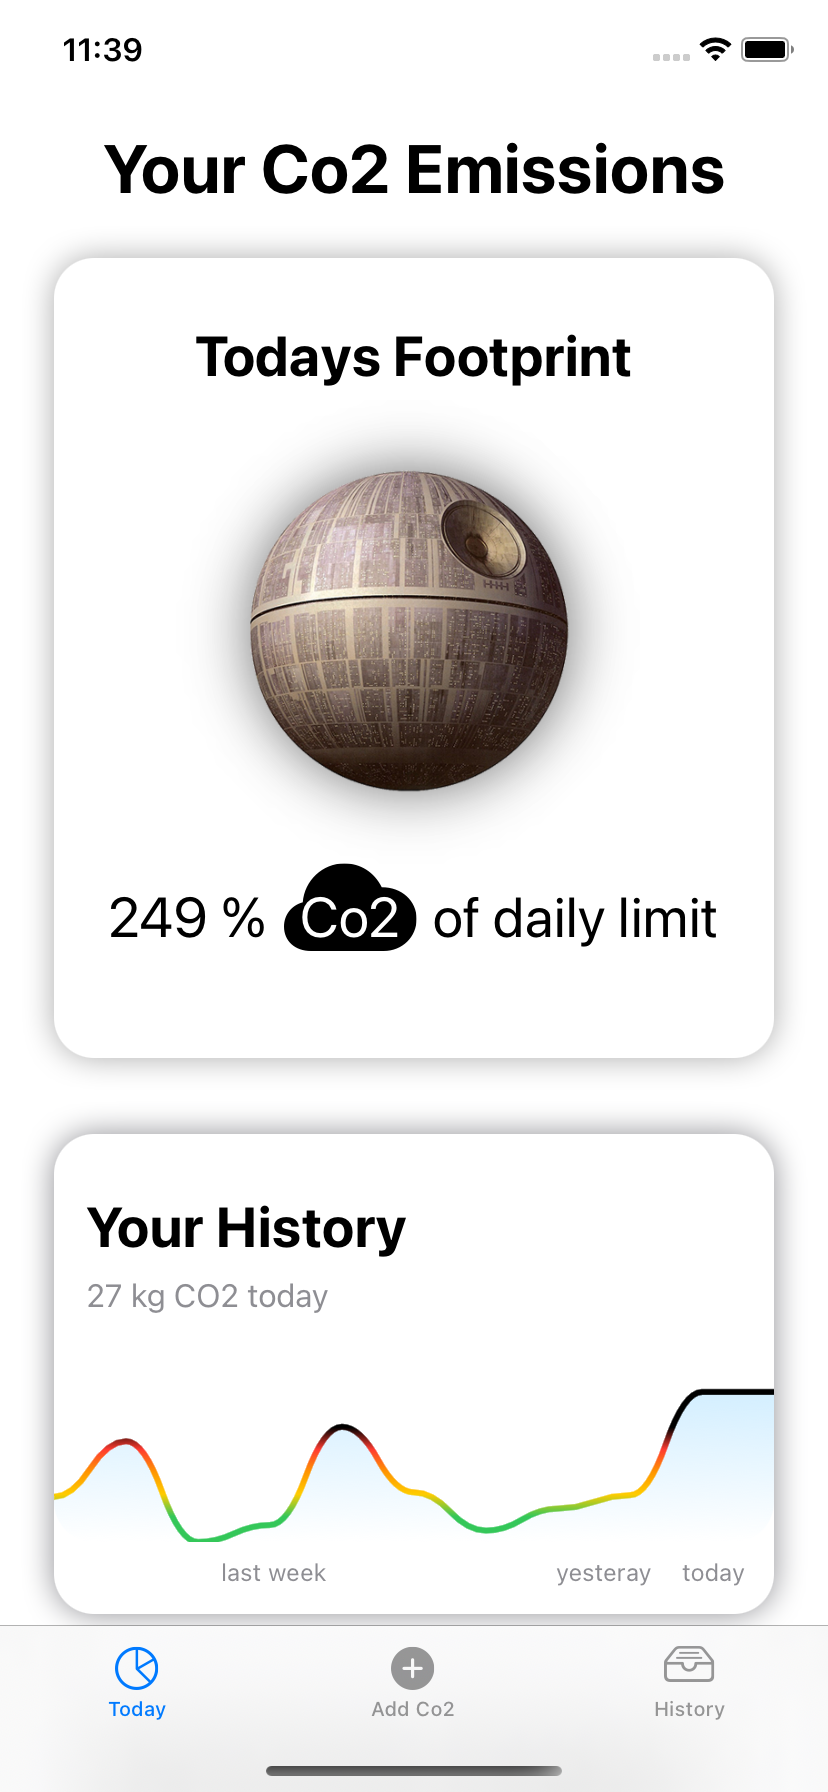 11:39
Your Co2 Emissions
Todays Footprint
249 % Co2 of daily limit
Your History
27 kg CO2 today
last week yesteray today
Today Add Co2 History